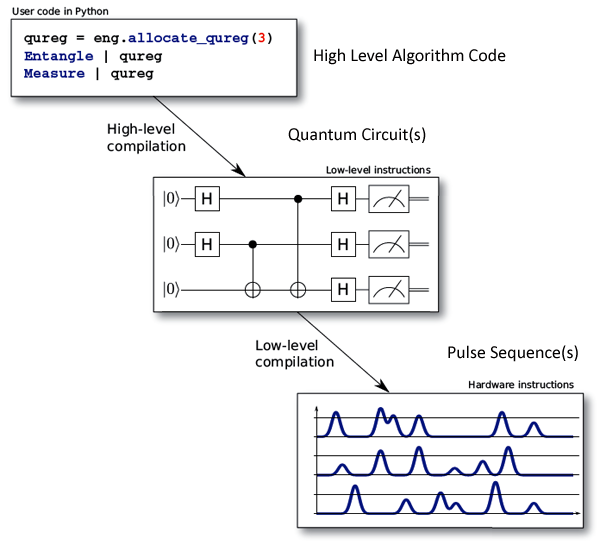 User code in Python
qureg = eng.allocate_qureg(3)
Entangle | qureg
Measure | qureg
High Level Algorithm Code
High-level
compilation
Quantum Circuit(s)
Low-level instructions
|0⟩ H H
|0⟩ H H
|0⟩ H
Low-level
compilation
Pulse Sequence(s)
Hardware instructions